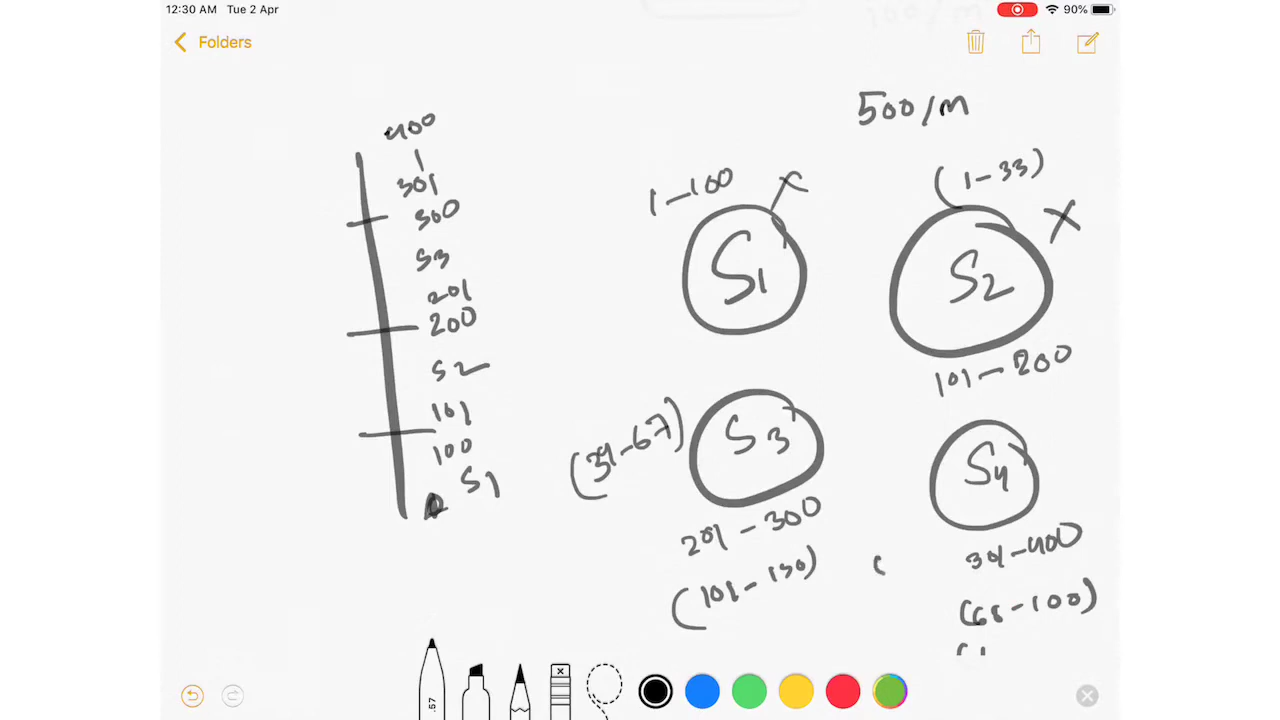 12:30 AM Tue 2 Apr
90%
Folders
500/m
400
301
300
S3
201
200
S2
101
100
S1
1-100 X
S1
(1-33) X
S2
101-200
(34-67)
S3
201-300
(101-130)
(
S4
301-400
(68-100)
.57